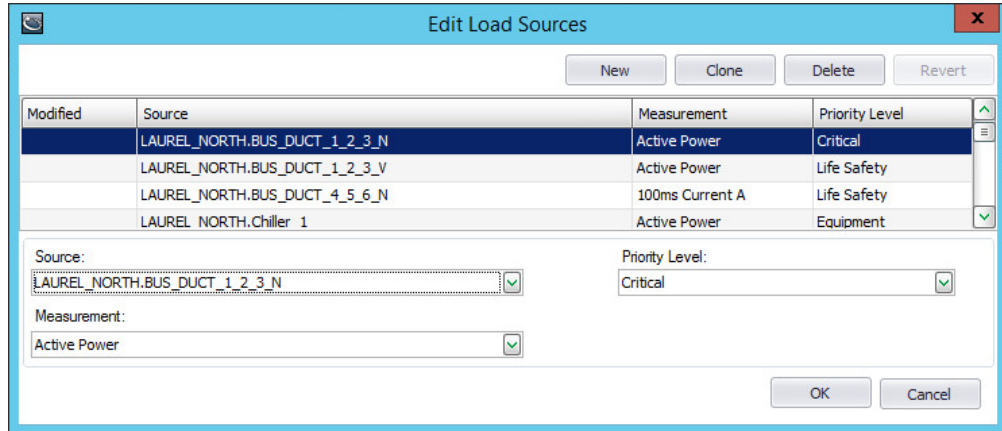 Edit Load Sources
x
New Clone Delete Revert
Modified Source Measurement Priority Level
LAUREL_NORTH.BUS_DUCT_1_2_3_N Active Power Critical
LAUREL_NORTH.BUS_DUCT_1_2_3_V Active Power Life Safety
LAUREL_NORTH.BUS_DUCT_4_5_6_N 100ms Current A Life Safety
LAUREL_NORTH.Chiller_1 Active Power Equipment
Source: Priority Level:
LAUREL_NORTH.BUS_DUCT_1_2_3_N Critical
Measurement:
Active Power
OK Cancel